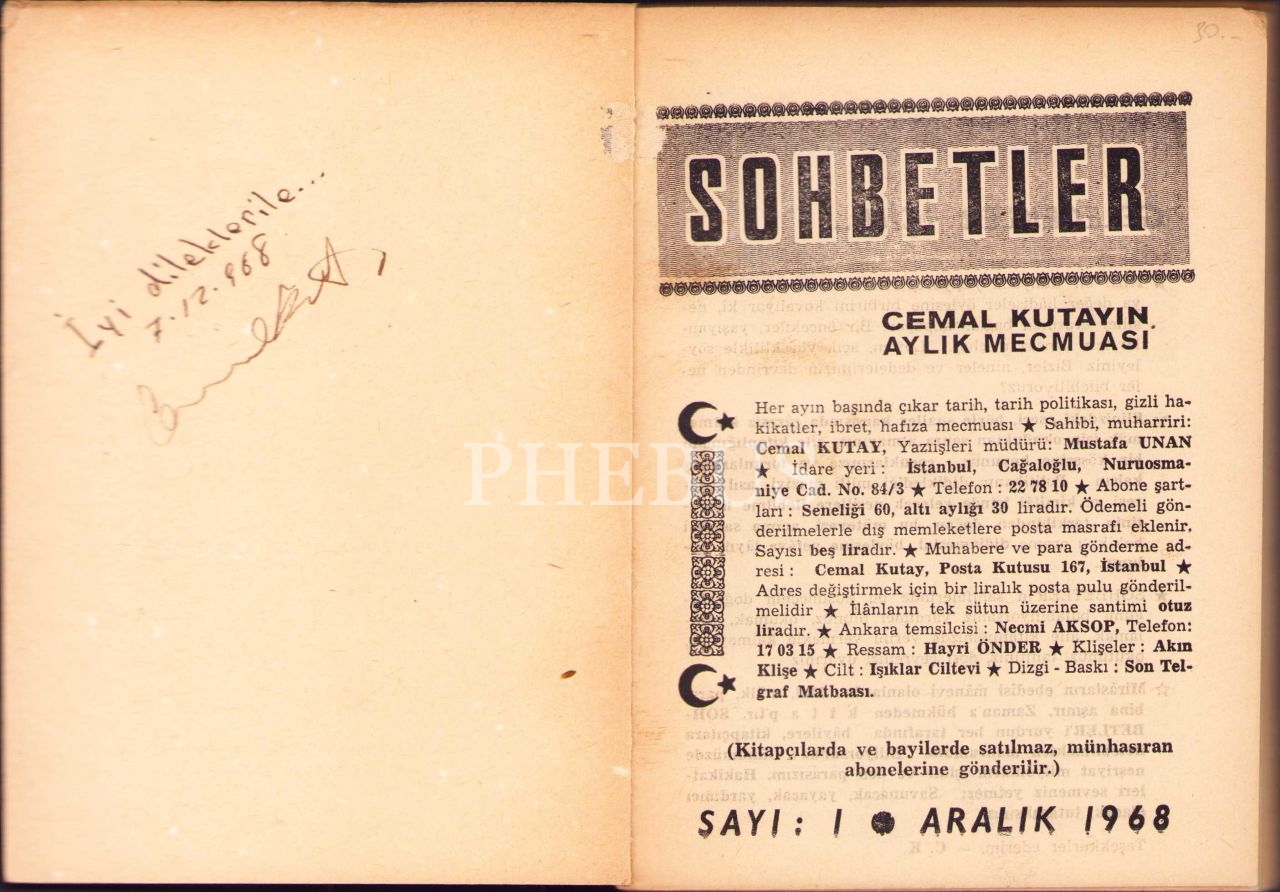 İyi dileklerile...
7.12.968
30.-
SOHBETLER
CEMAL KUTAYIN
AYLIK MECMUASI
Her ayın başında çıkar tarih, tarih politikası, gizli ha-
kikatler, ibret, hafıza mecmuası ★ Sahibi, muharriri:
Cemal KUTAY, Yazıişleri müdürü: Mustafa UNAN
★ İdare yeri : İstanbul, Cağaloğlu, Nuruosma-
niye Cad. No. 84/3 ★ Telefon : 22 78 10 ★ Abone şart-
ları : Seneliği 60, altı aylığı 30 liradır. Ödemeli gön-
derilmelerle dış memleketlere posta masrafı eklenir.
Sayısı beş liradır. ★ Muhabere ve para gönderme ad-
resi : Cemal Kutay, Posta Kutusu 167, İstanbul ★
Adres değiştirmek için bir liralık posta pulu gönderil-
melidir ★ İlânların tek sütun üzerine santimi otuz
liradır. ★ Ankara temsilcisi : Necmi AKSOP, Telefon:
17 03 15 ★ Ressam : Hayri ÖNDER ★ Klişeler : Akın
Klişe ★ Cilt : Işıklar Ciltevi ★ Dizgi - Baskı : Son Tel-
graf Matbaası.
(Kitapçılarda ve bayilerde satılmaz, münhasıran
abonelerine gönderilir.)
SAYI : 1 ● ARALIK 1968
PHEBUS